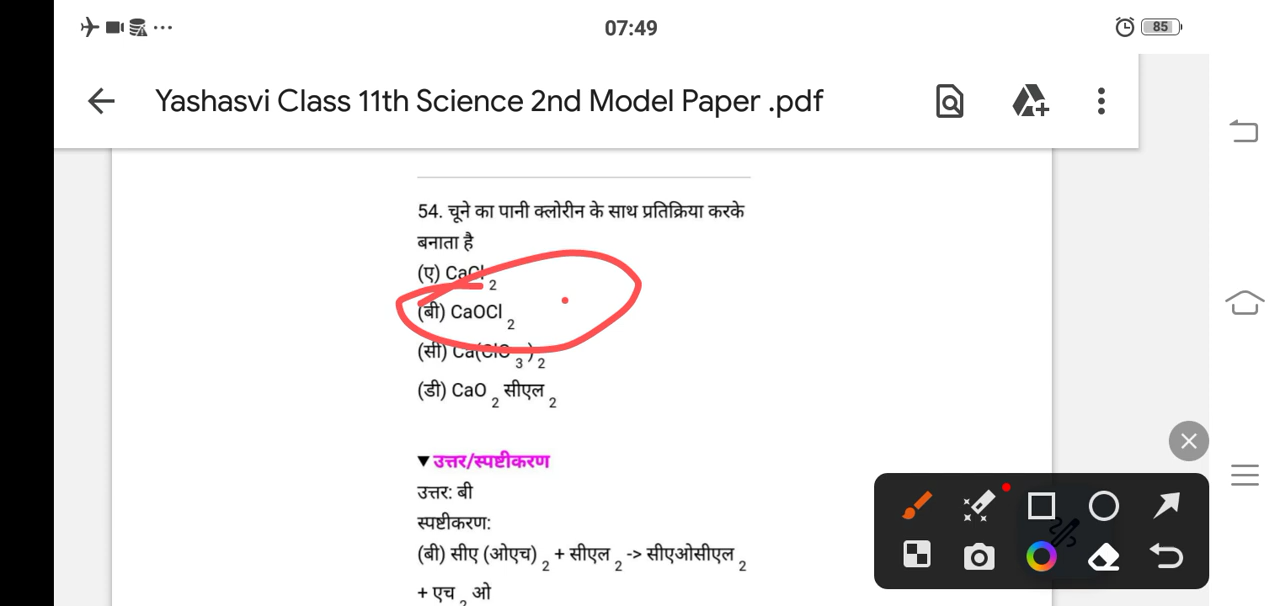 07:49
85
Yashasvi Class 11th Science 2nd Model Paper .pdf
54. चूने का पानी क्लोरीन के साथ प्रतिक्रिया करके
बनाता है
(ए) CaCl 2
(बी) CaOCl 2
(सी) Ca(ClO 3 ) 2
(डी) CaO 2 सीएल 2
▼ उत्तर/स्पष्टीकरण
उत्तर: बी
स्पष्टीकरण:
(बी) सीए (ओएच) 2 + सीएल 2 -> सीएओसीएल 2
+ एच 2 ओ